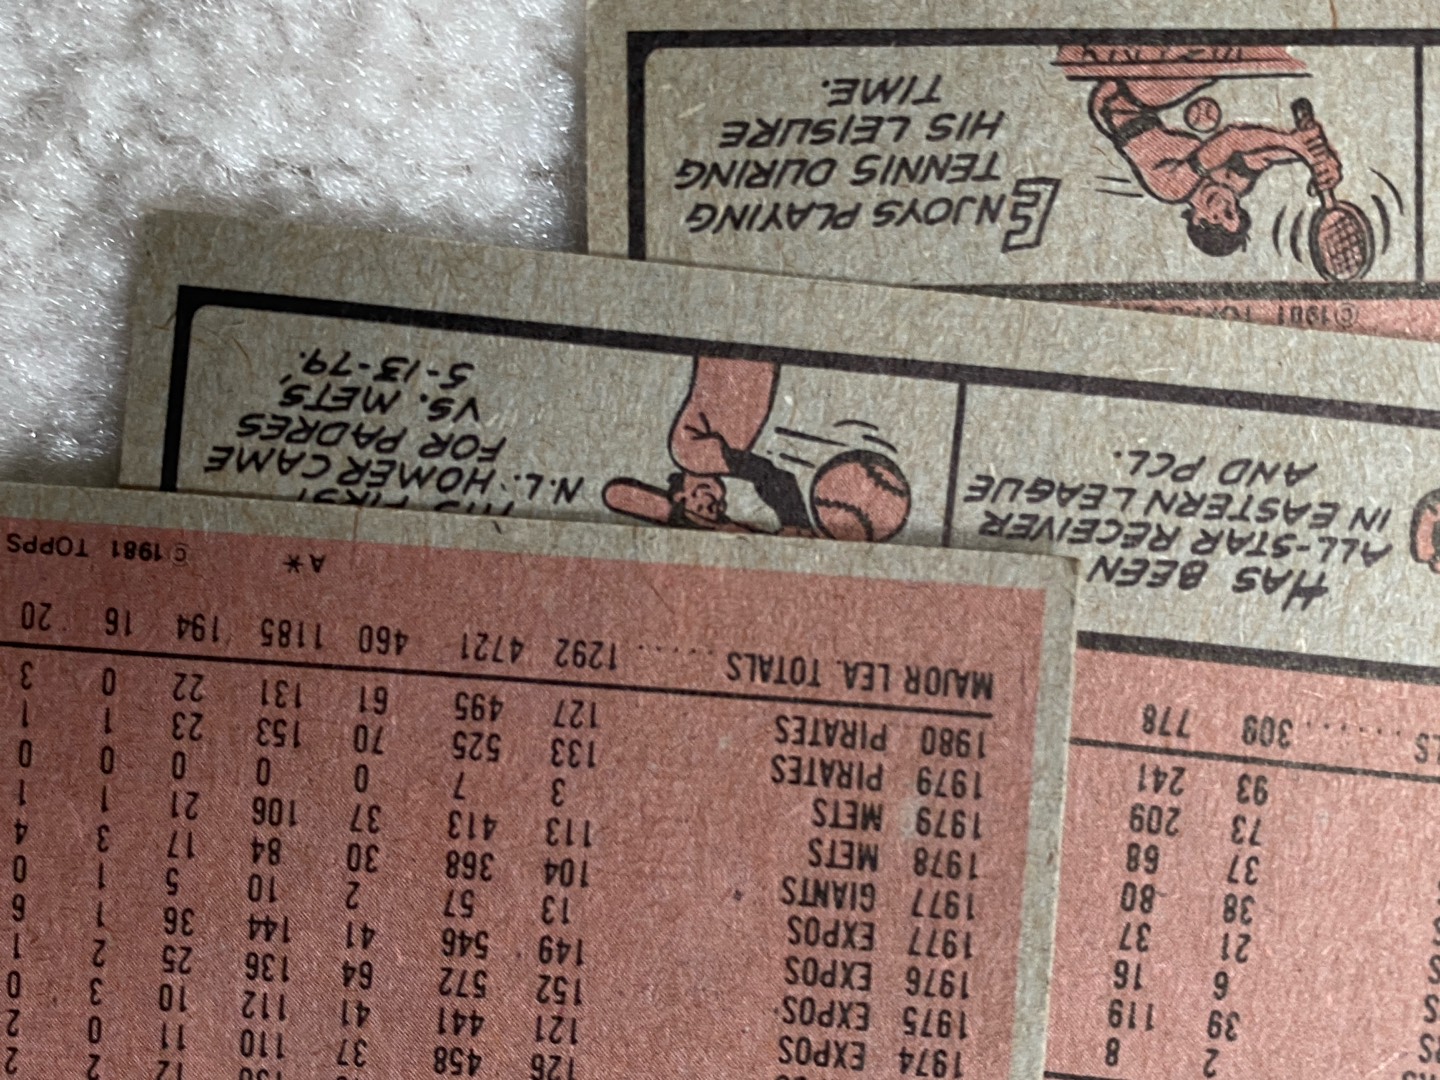 126 458 37 110 11 0 2
1974 EXPOS 121 441 41 112 10 3 0
1975 EXPOS 152 572 64 136 25 2 1
1976 EXPOS 149 546 41 144 36 1 6
1977 EXPOS 13 57 2 10 5 1 0
1977 GIANTS 104 368 30 84 17 3 4
1978 METS 113 413 37 106 21 1 1
1979 METS 3 7 0 0 0 0 0
1979 PIRATES 133 525 70 153 23 1 1
1980 PIRATES 127 495 61 131 22 0 3
MAJOR LEA. TOTALS ..... 1292 4721 460 1185 194 16 20
A* ©1981 TOPPS
2 8
39 119
6 16
21 37
38 80
37 68
73 209
93 241
309 778
HAS BEEN
ALL-STAR RECEIVER
IN EASTERN LEAGUE
AND PCL.
FIRST
N.L. HOMER CAME
FOR PADRES
VS. METS,
5-13-79.
©1981 TOPPS
ENJOYS PLAYING
TENNIS DURING
HIS LEISURE
TIME.